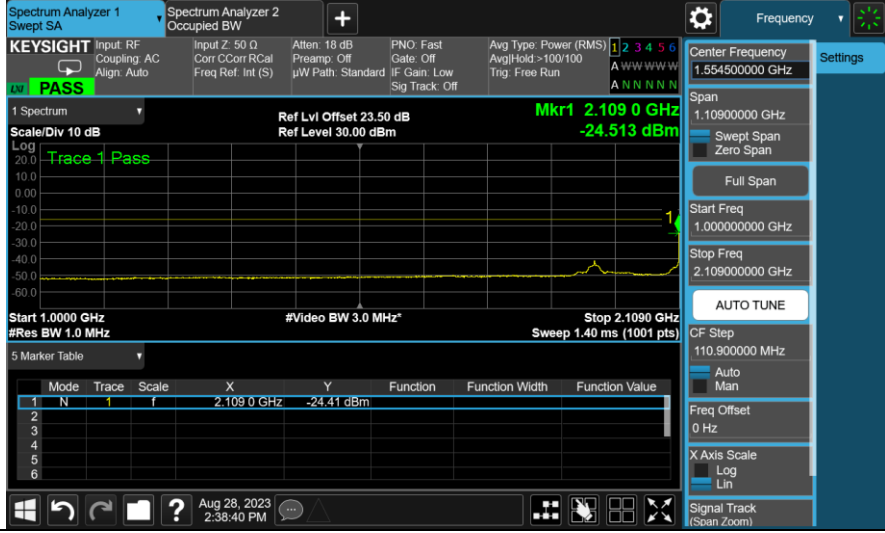 Spectrum Analyzer 1
Swept SA
Spectrum Analyzer 2
Occupied BW
+
Frequency
KEYSIGHT
LXI
PASS
Input: RF
Coupling: AC
Align: Auto
Input Z: 50 Ω
Corr CCorr RCal
Freq Ref: Int (S)
Atten: 18 dB
Preamp: Off
µW Path: Standard
PNO: Fast
Gate: Off
IF Gain: Low
Sig Track: Off
Avg Type: Power (RMS)
Avg|Hold:>100/100
Trig: Free Run
1 2 3 4 5 6
A W W W W W
A N N N N N
1 Spectrum
Scale/Div 10 dB
Ref Lvl Offset 23.50 dB
Ref Level 30.00 dBm
Mkr1 2.109 0 GHz
-24.513 dBm
Log
Trace 1 Pass
20.0
10.0
0.00
-10.0
-20.0
-30.0
-40.0
-50.0
-60.0
1
Start 1.0000 GHz
#Res BW 1.0 MHz
#Video BW 3.0 MHz*
Stop 2.1090 GHz
Sweep 1.40 ms (1001 pts)
5 Marker Table
Mode Trace Scale X Y Function Function Width Function Value
1 N 1 f 2.109 0 GHz -24.41 dBm
2
3
4
5
6
?
Aug 28, 2023
2:38:40 PM
Center Frequency
1.554500000 GHz
Settings
Span
1.10900000 GHz
Swept Span
Zero Span
Full Span
Start Freq
1.000000000 GHz
Stop Freq
2.109000000 GHz
AUTO TUNE
CF Step
110.900000 MHz
Auto
Man
Freq Offset
0 Hz
X Axis Scale
Log
Lin
Signal Track
(Span Zoom)